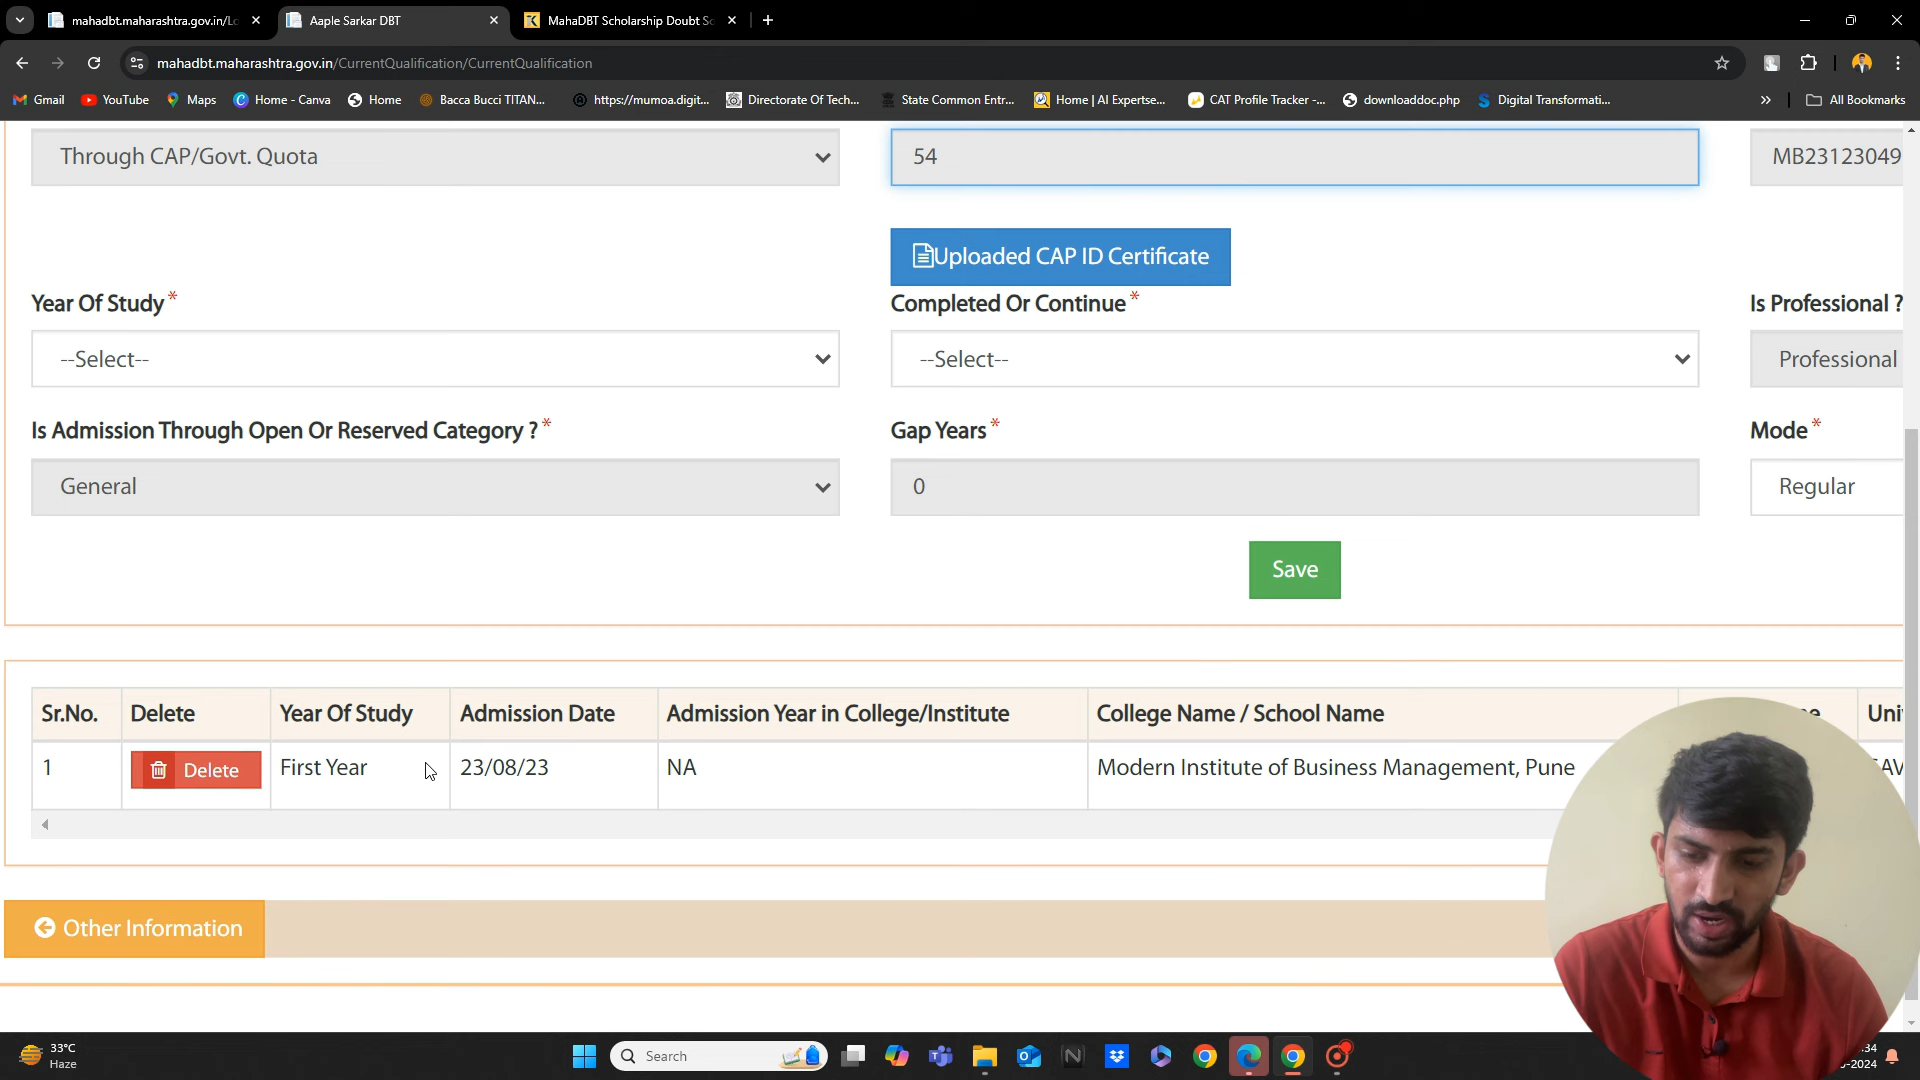 mahadbt.maharashtra.gov.in/Lo
Aaple Sarkar DBT
MahaDBT Scholarship Doubt So
mahadbt.maharashtra.gov.in/CurrentQualification/CurrentQualification
Gmail YouTube Maps Home - Canva Home Bacca Bucci TITAN... https://mumoa.digit... Directorate Of Tech... State Common Entr... Home | AI Expertse... CAT Profile Tracker -... downloaddoc.php Digital Transformati... » All Bookmarks
Through CAP/Govt. Quota 54 MB23123049
Uploaded CAP ID Certificate
Year Of Study * Completed Or Continue * Is Professional ?
--Select-- --Select-- Professional
Is Admission Through Open Or Reserved Category ? * Gap Years * Mode *
General 0 Regular
Save
Sr.No. Delete Year Of Study Admission Date Admission Year in College/Institute College Name / School Name Uni
1 Delete First Year 23/08/23 NA Modern Institute of Business Management, Pune
Other Information
33°C
Haze
Search